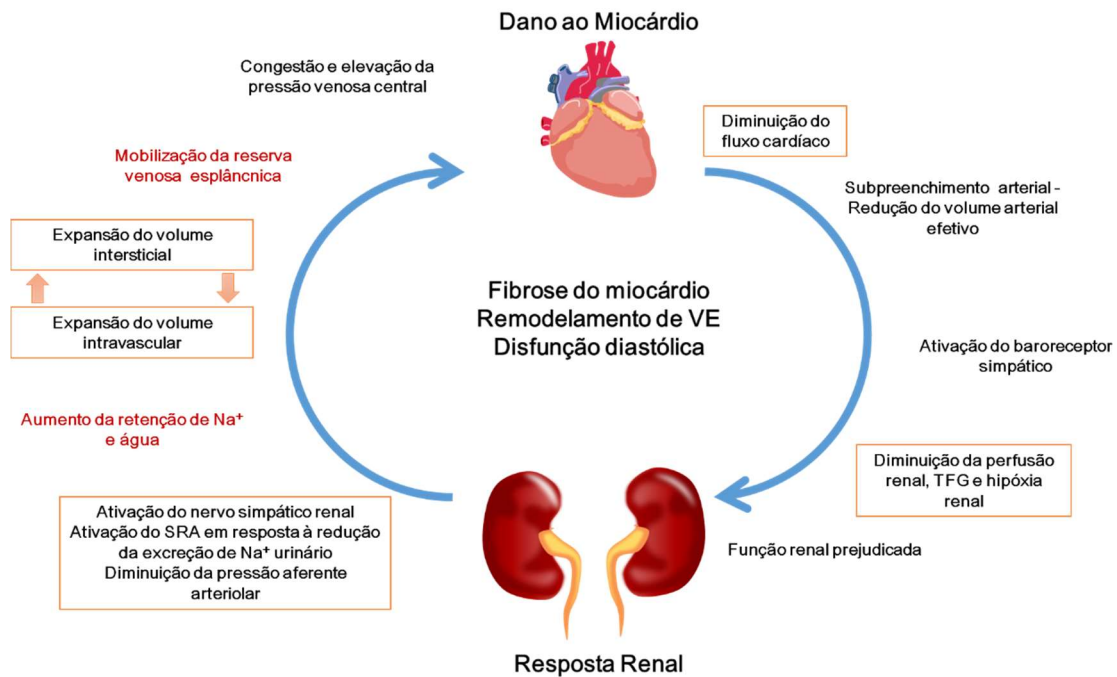 Dano ao Miocárdio
Congestão e elevação da
pressão venosa central
Diminuição do
fluxo cardíaco
Mobilização da reserva
venosa esplâncnica
Subpreenchimento arterial -
Redução do volume arterial
efetivo
Expansão do volume
intersticial
Expansão do volume
intravascular
Fibrose do miocárdio
Remodelamento de VE
Disfunção diastólica
Ativação do baroreceptor
simpático
Aumento da retenção de Na⁺
e água
Diminuição da perfusão
renal, TFG e hipóxia
renal
Ativação do nervo simpático renal
Ativação do SRA em resposta à redução
da excreção de Na⁺ urinário
Diminuição da pressão aferente
arteriolar
Função renal prejudicada
Resposta Renal